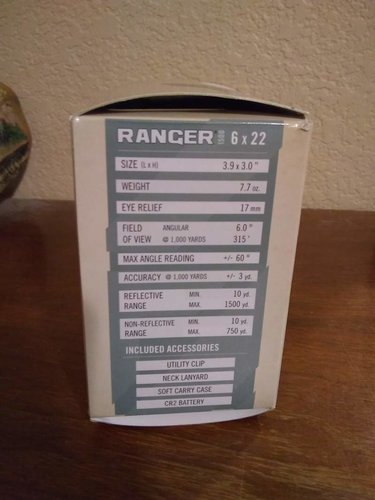 RANGER 1500 6 x 22
SIZE (L x H) 3.9 x 3.0"
WEIGHT 7.7 oz.
EYE RELIEF 17 mm
FIELD ANGULAR 6.0°
OF VIEW @ 1,000 YARDS 315'
MAX ANGLE READING +/- 60°
ACCURACY @ 1,000 YARDS +/- 3 yd.
REFLECTIVE MIN. 10 yd.
RANGE MAX. 1500 yd.
NON-REFLECTIVE MIN. 10 yd.
RANGE MAX. 750 yd.
INCLUDED ACCESSORIES
UTILITY CLIP
NECK LANYARD
SOFT CARRY CASE
CR2 BATTERY